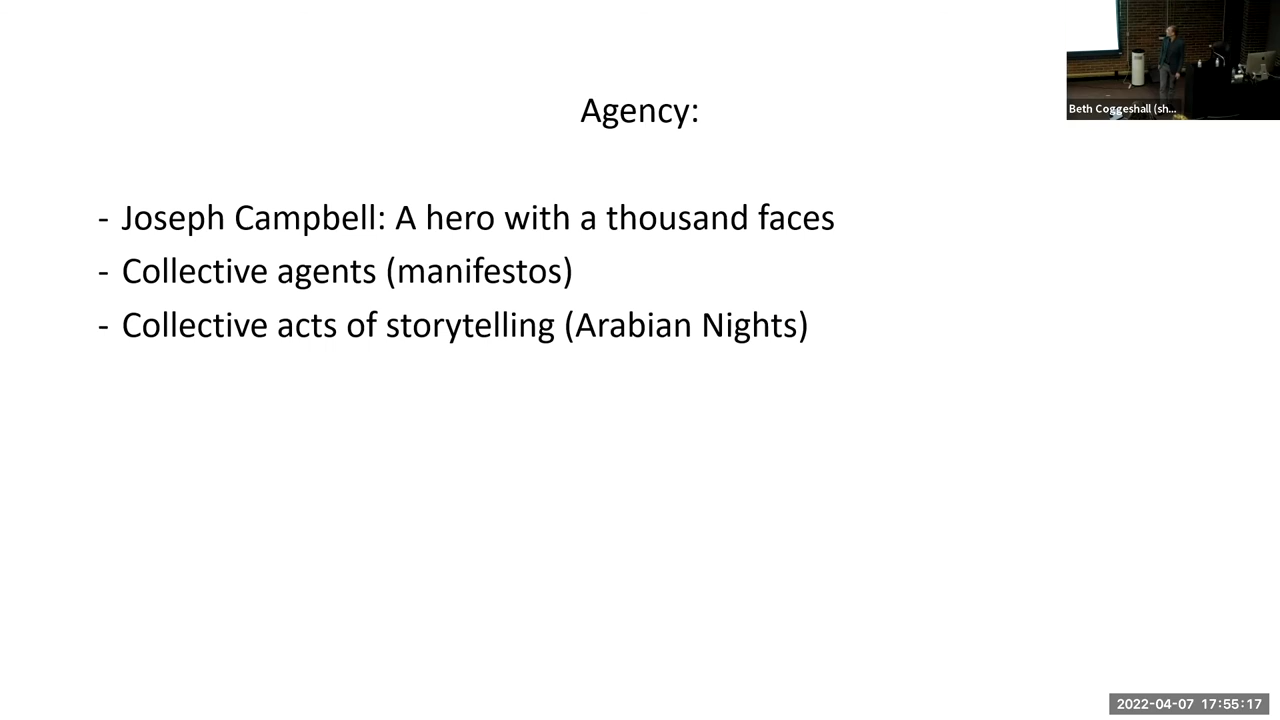 Beth Coggeshall (sh...
Agency:
- Joseph Campbell: A hero with a thousand faces
- Collective agents (manifestos)
- Collective acts of storytelling (Arabian Nights)
2022-04-07 17:55:17